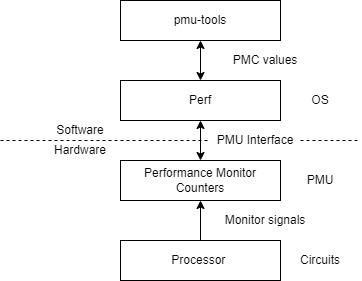 pmu-tools
PMC values
Perf
OS
Software
PMU Interface
Hardware
Performance Monitor
Counters
PMU
Monitor signals
Processor
Circuits